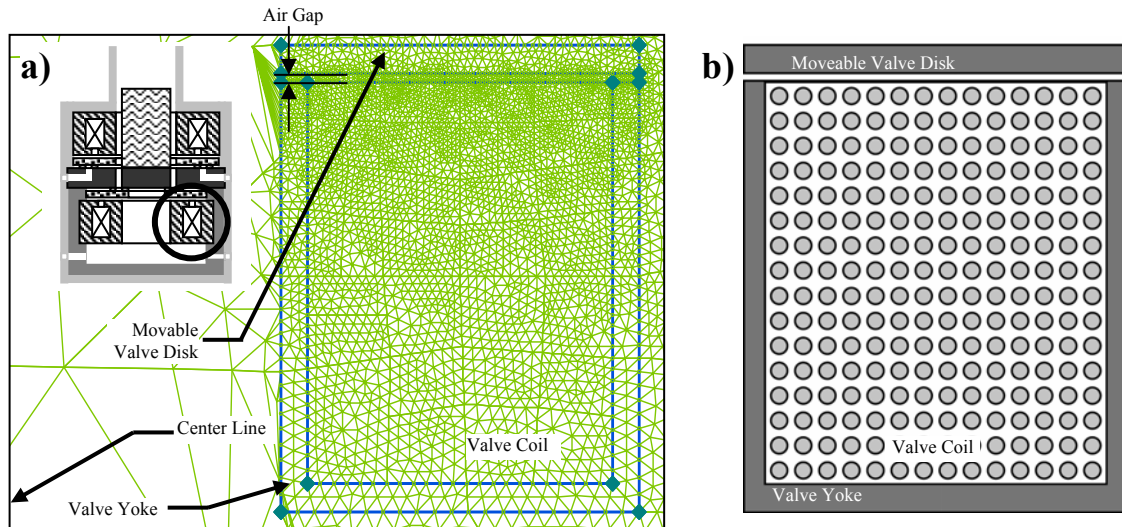 Air Gap
a)
b)
Moveable Valve Disk
Movable
Valve Disk
Center Line
Valve Coil
Valve Coil
Valve Yoke
Valve Yoke